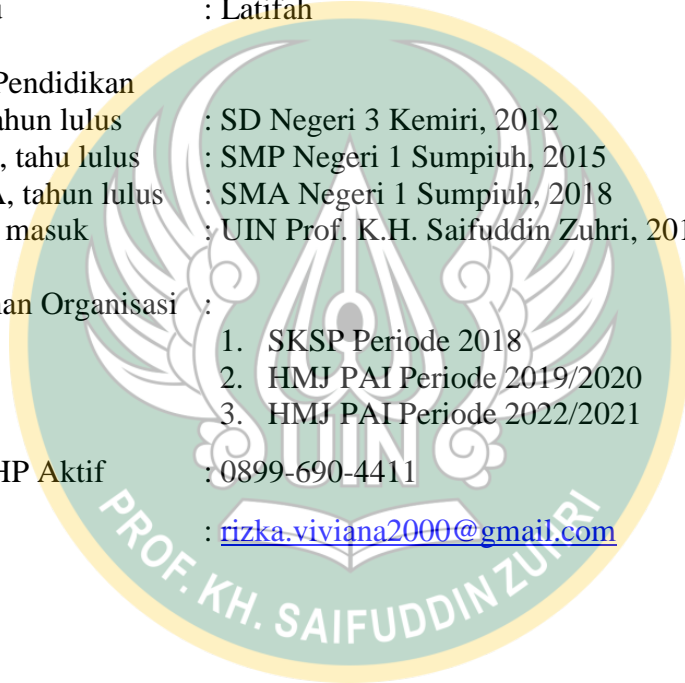 : Latifah
Pendidikan
ahun lulus : SD Negeri 3 Kemiri, 2012
, tahu lulus : SMP Negeri 1 Sumpiuh, 2015
, tahun lulus : SMA Negeri 1 Sumpiuh, 2018
masuk : UIN Prof. K.H. Saifuddin Zuhri, 201
an Organisasi :
1. SKSP Periode 2018
2. HMJ PAI Periode 2019/2020
3. HMJ PAI Periode 2022/2021
HP Aktif : 0899-690-4411
: rizka.viviana2000@gmail.com
UIN
PROF. KH. SAIFUDDIN ZUHRI